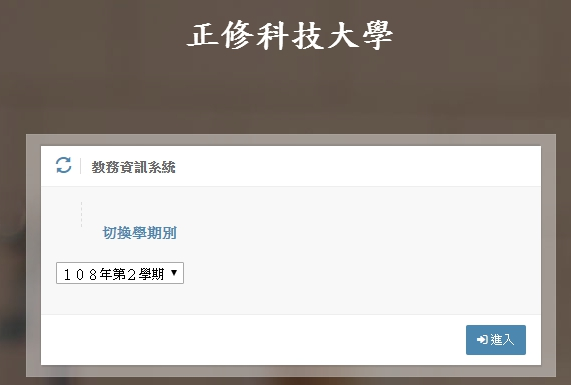 正修科技大學
教務資訊系統
切換學期別
１０８年第２學期
進入